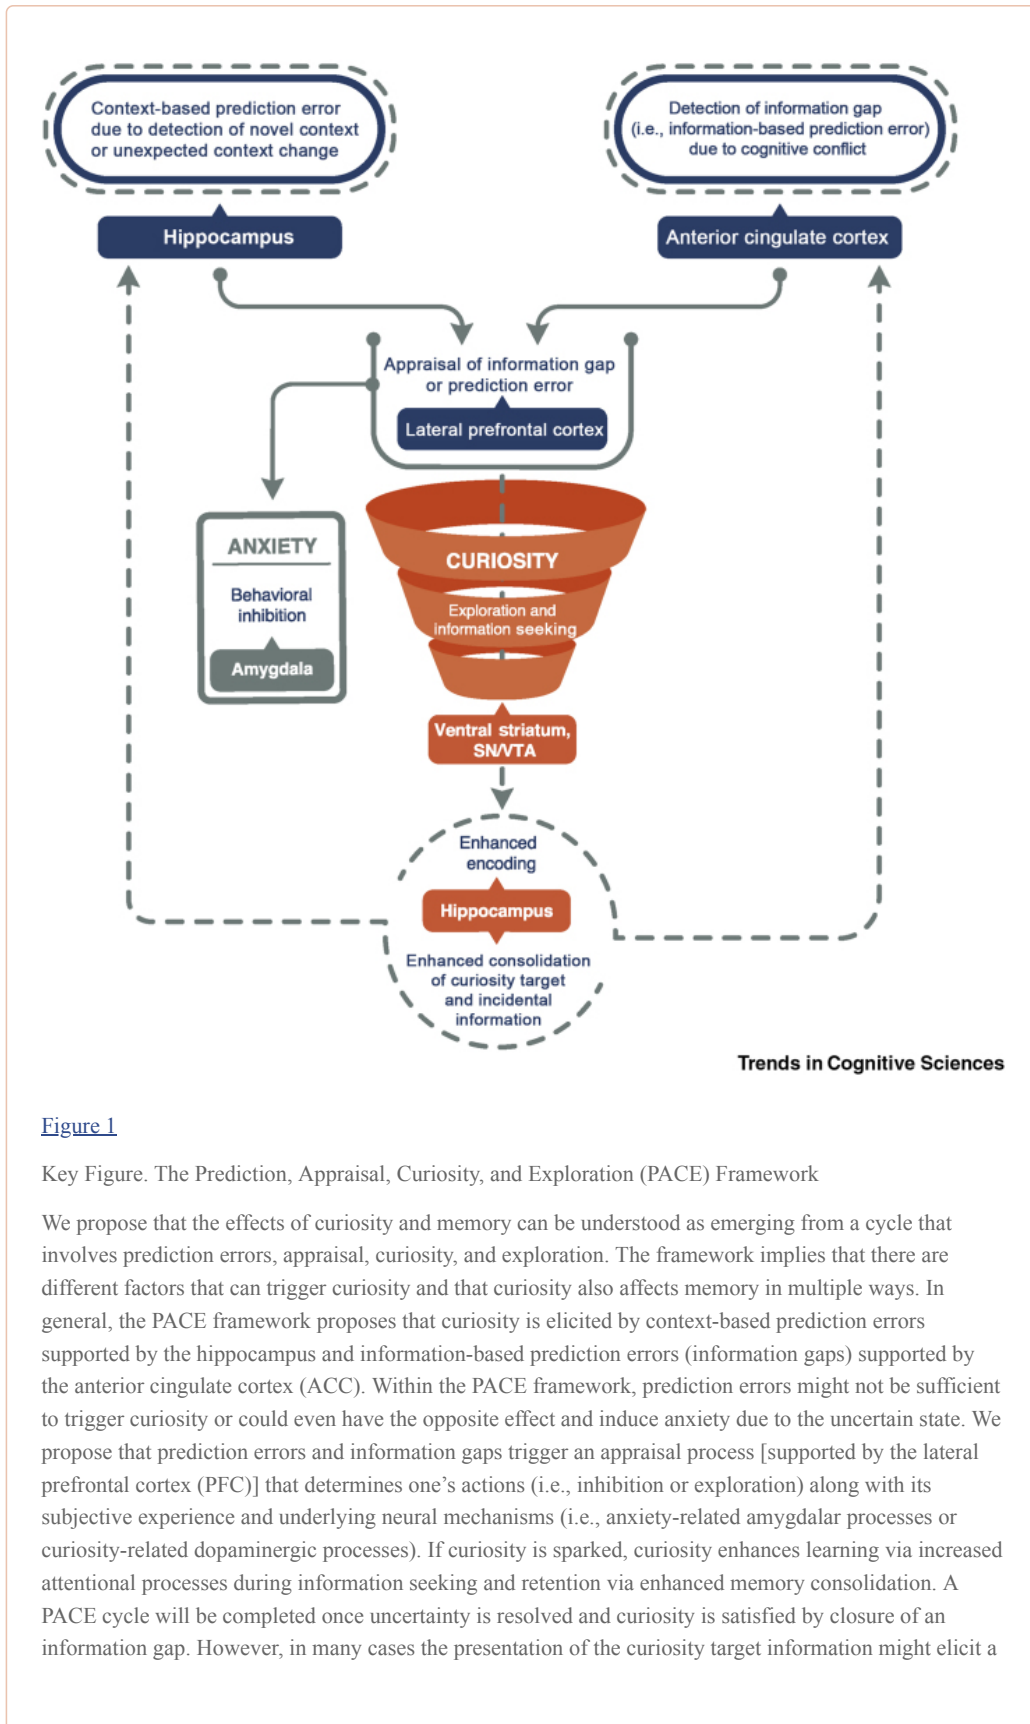 Context-based prediction error
due to detection of novel context
or unexpected context change
Hippocampus
Detection of information gap
(i.e., information-based prediction error)
due to cognitive conflict
Anterior cingulate cortex
Appraisal of information gap
or prediction error
Lateral prefrontal cortex
ANXIETY
Behavioral
inhibition
Amygdala
CURIOSITY
Exploration and
information seeking
Ventral striatum,
SN/VTA
Enhanced
encoding
Hippocampus
Enhanced consolidation
of curiosity target
and incidental
information
Trends in Cognitive Sciences
Figure 1
Key Figure. The Prediction, Appraisal, Curiosity, and Exploration (PACE) Framework
We propose that the effects of curiosity and memory can be understood as emerging from a cycle that
involves prediction errors, appraisal, curiosity, and exploration. The framework implies that there are
different factors that can trigger curiosity and that curiosity also affects memory in multiple ways. In
general, the PACE framework proposes that curiosity is elicited by context-based prediction errors
supported by the hippocampus and information-based prediction errors (information gaps) supported by
the anterior cingulate cortex (ACC). Within the PACE framework, prediction errors might not be sufficient
to trigger curiosity or could even have the opposite effect and induce anxiety due to the uncertain state. We
propose that prediction errors and information gaps trigger an appraisal process [supported by the lateral
prefrontal cortex (PFC)] that determines one's actions (i.e., inhibition or exploration) along with its
subjective experience and underlying neural mechanisms (i.e., anxiety-related amygdalar processes or
curiosity-related dopaminergic processes). If curiosity is sparked, curiosity enhances learning via increased
attentional processes during information seeking and retention via enhanced memory consolidation. A
PACE cycle will be completed once uncertainty is resolved and curiosity is satisfied by closure of an
information gap. However, in many cases the presentation of the curiosity target information might elicit a